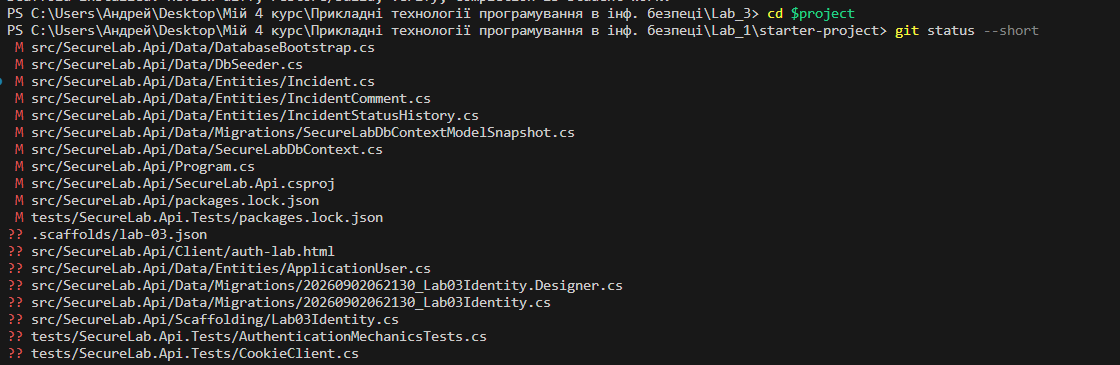 PS C:\Users\Андрей\Desktop\Мій 4 курс\Прикладні технології програмування в інф. безпеці\Lab_3> cd $project
PS C:\Users\Андрей\Desktop\Мій 4 курс\Прикладні технології програмування в інф. безпеці\Lab_1\starter-project> git status --short
 M src/SecureLab.Api/Data/DatabaseBootstrap.cs
 M src/SecureLab.Api/Data/DbSeeder.cs
 M src/SecureLab.Api/Data/Entities/Incident.cs
 M src/SecureLab.Api/Data/Entities/IncidentComment.cs
 M src/SecureLab.Api/Data/Entities/IncidentStatusHistory.cs
 M src/SecureLab.Api/Data/Migrations/SecureLabDbContextModelSnapshot.cs
 M src/SecureLab.Api/Data/SecureLabDbContext.cs
 M src/SecureLab.Api/Program.cs
 M src/SecureLab.Api/SecureLab.Api.csproj
 M src/SecureLab.Api/packages.lock.json
 M tests/SecureLab.Api.Tests/packages.lock.json
?? .scaffolds/lab-03.json
?? src/SecureLab.Api/Client/auth-lab.html
?? src/SecureLab.Api/Data/Entities/ApplicationUser.cs
?? src/SecureLab.Api/Data/Migrations/20260902062130_Lab03Identity.Designer.cs
?? src/SecureLab.Api/Data/Migrations/20260902062130_Lab03Identity.cs
?? src/SecureLab.Api/Scaffolding/Lab03Identity.cs
?? tests/SecureLab.Api.Tests/AuthenticationMechanicsTests.cs
?? tests/SecureLab.Api.Tests/CookieClient.cs